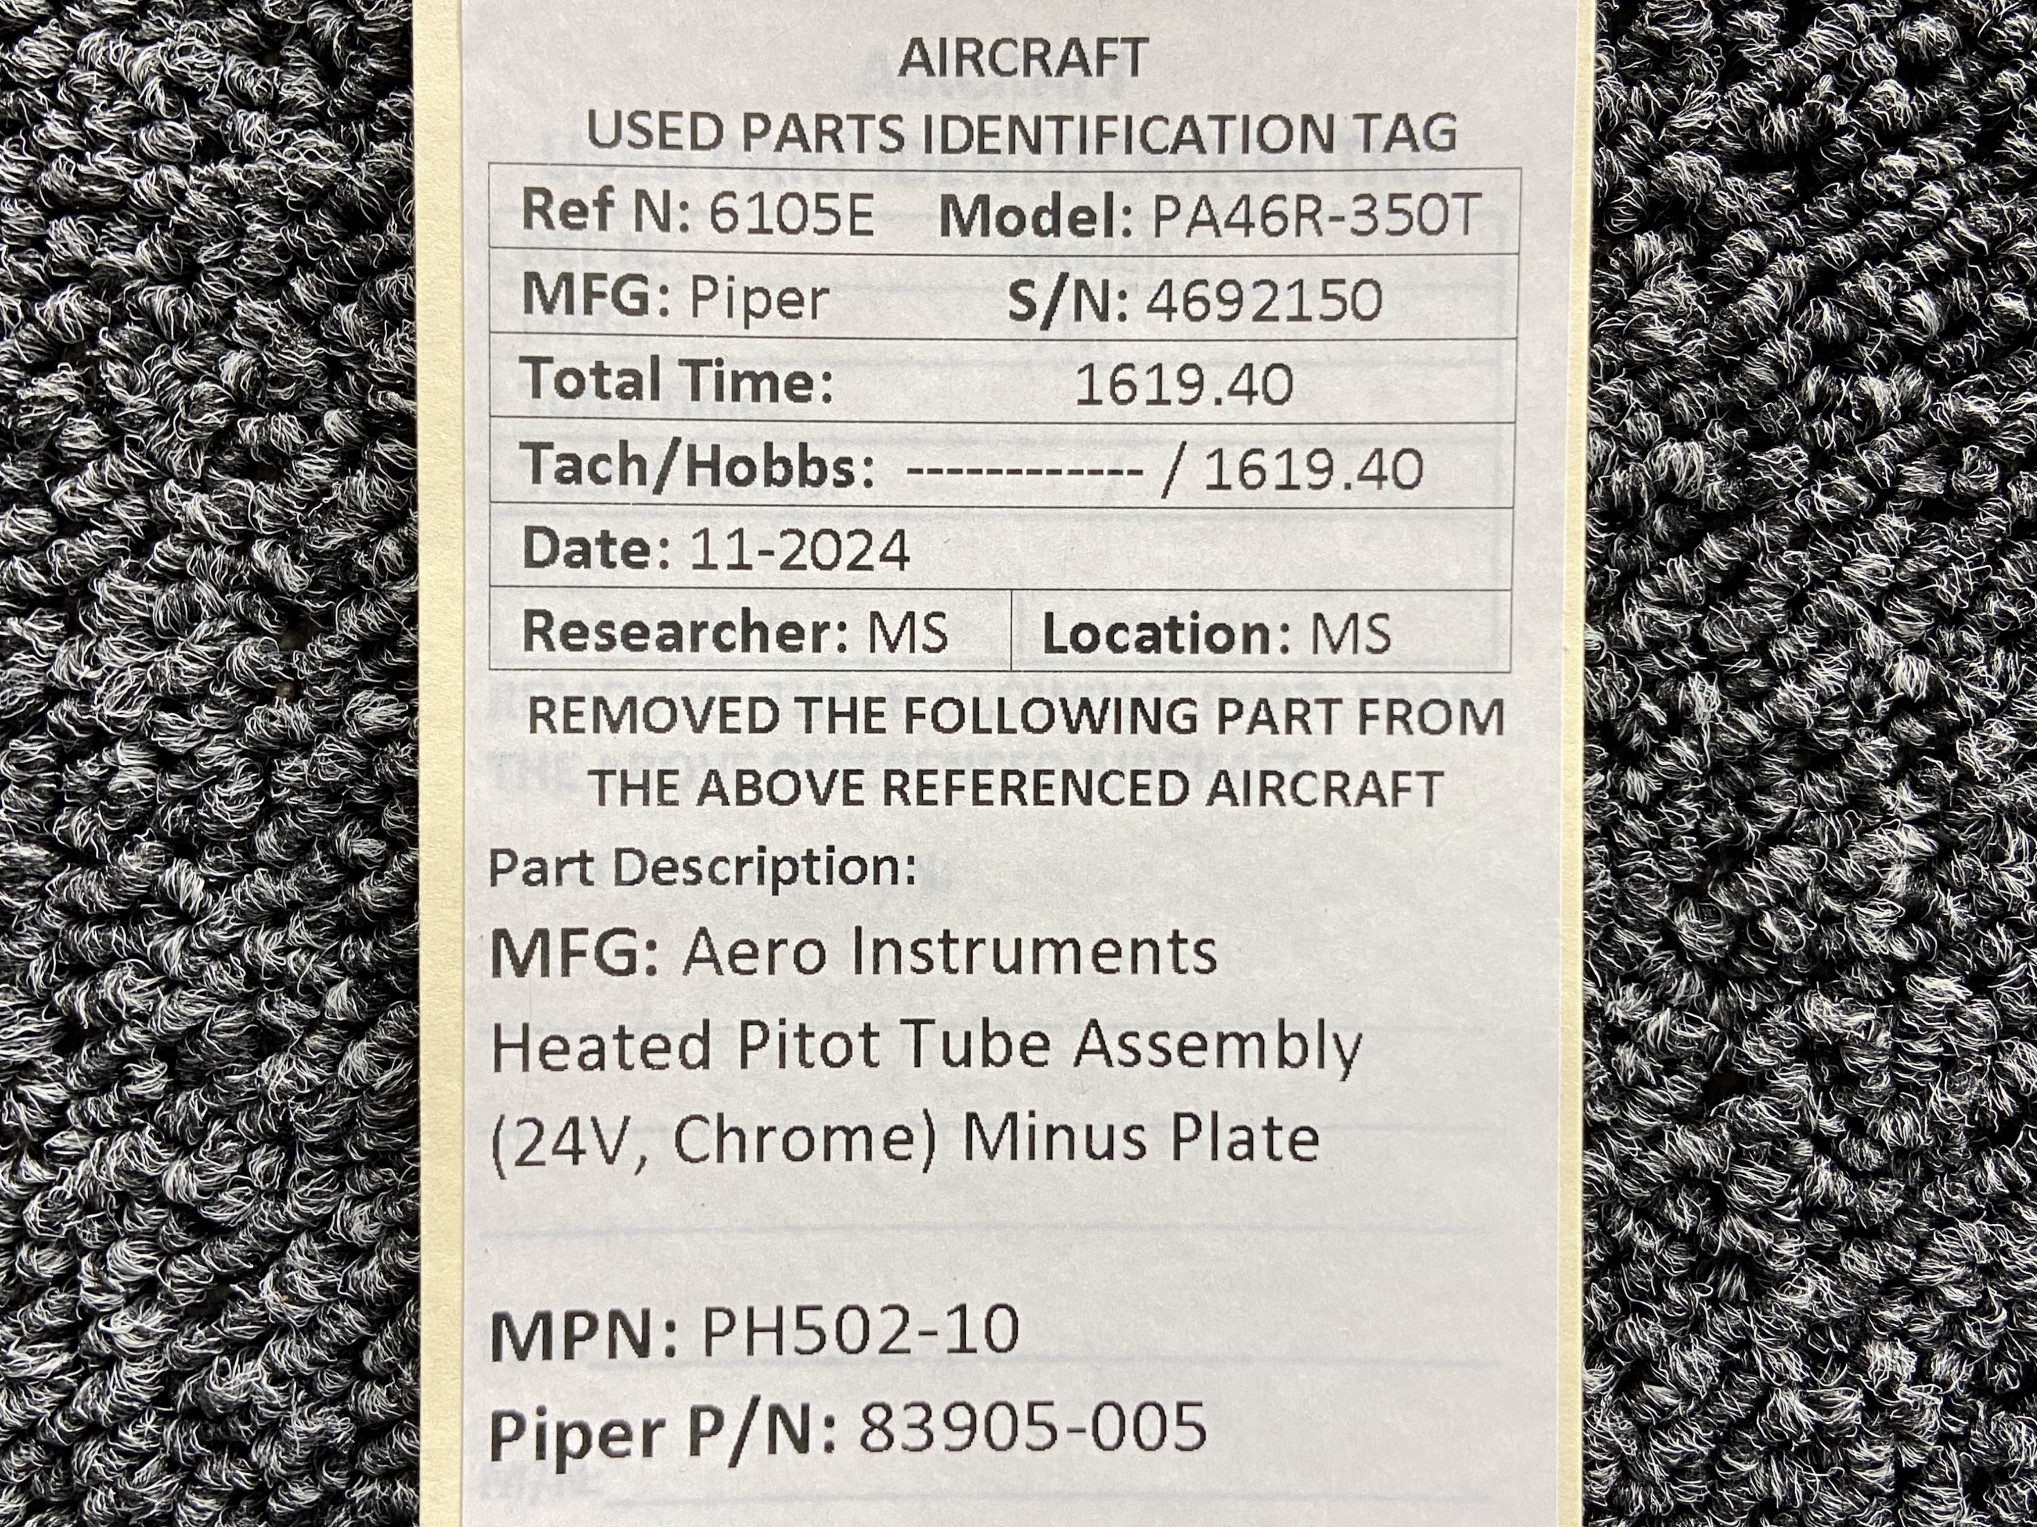 AIRCRAFT
USED PARTS IDENTIFICATION TAG
Ref N: 6105E Model: PA46R-350T
MFG: Piper S/N: 4692150
Total Time: 1619.40
Tach/Hobbs: ------------ / 1619.40
Date: 11-2024
Researcher: MS Location: MS
REMOVED THE FOLLOWING PART FROM
THE ABOVE REFERENCED AIRCRAFT
Part Description:
MFG: Aero Instruments
Heated Pitot Tube Assembly
(24V, Chrome) Minus Plate
MPN: PH502-10
Piper P/N: 83905-005